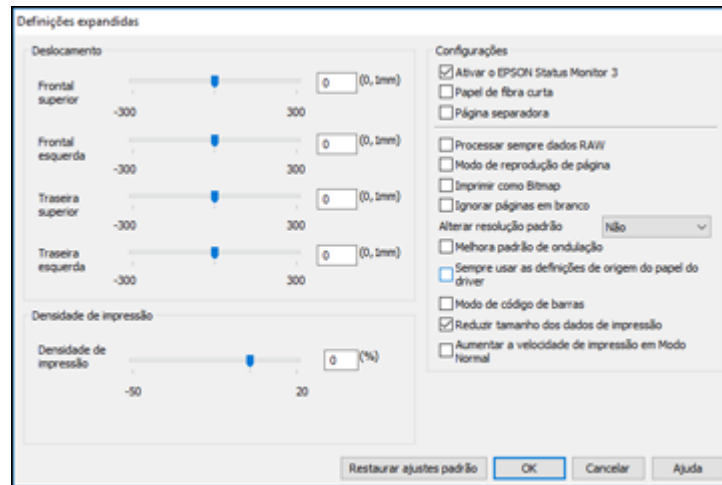 Definições expandidas
Deslocamento
Frontal
superior
0
(0,1mm)
-300
300
Frontal
esquerda
0
(0,1mm)
-300
300
Traseira
superior
0
(0,1mm)
-300
300
Traseira
esquerda
0
(0,1mm)
-300
300
Densidade de impressão
Densidade de
impressão
0
(%)
-50
20
Configurações
Ativar o EPSON Status Monitor 3
Papel de fibra curta
Página separadora
Processar sempre dados RAW
Modo de reprodução de página
Imprimir como Bitmap
Ignorar páginas em branco
Alterar resolução padrão
Não
Melhora padrão de ondulação
Sempre usar as definições de origem do papel do
driver
Modo de código de barras
Reduzir tamanho dos dados de impressão
Aumentar a velocidade de impressão em Modo
Normal
Restaurar ajustes padrão
OK
Cancelar
Ajuda